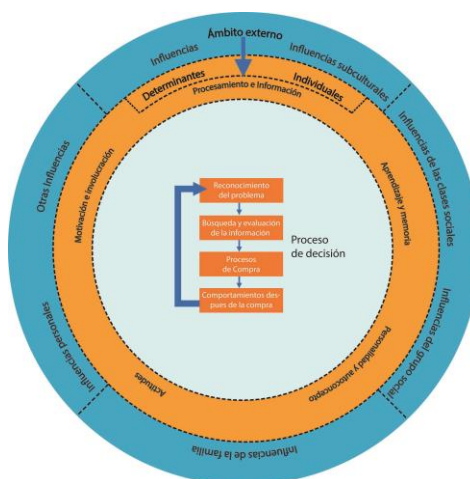 Ámbito externo
Influencias
Influencias subculturales
Determinantes
Individuales
Procesamiento e Información
Otras Influencias
Motivación e involucración
Aprendizaje y memoria
Influencias de las clases sociales
Reconocimiento
del problema
Búsqueda y evaluación
de la información
Proceso
de decisión
Procesos
de Compra
Comportamientos des-
pues de la compra
Influencias personales
Actitudes
Personalidad y autoconcepto
Influencias del grupo social
Influencias de la familia